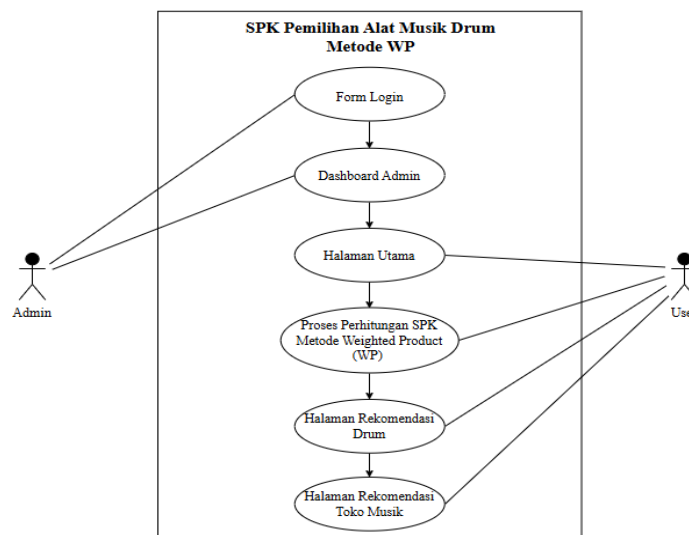 SPK Pemilihan Alat Musik Drum
Metode WP
Form Login
Dashboard Admin
Halaman Utama
Admin
Use
Proses Perhitungan SPK
Metode Weighted Product
(WP)
Halaman Rekomendasi
Drum
Halaman Rekomendasi
Toko Musik